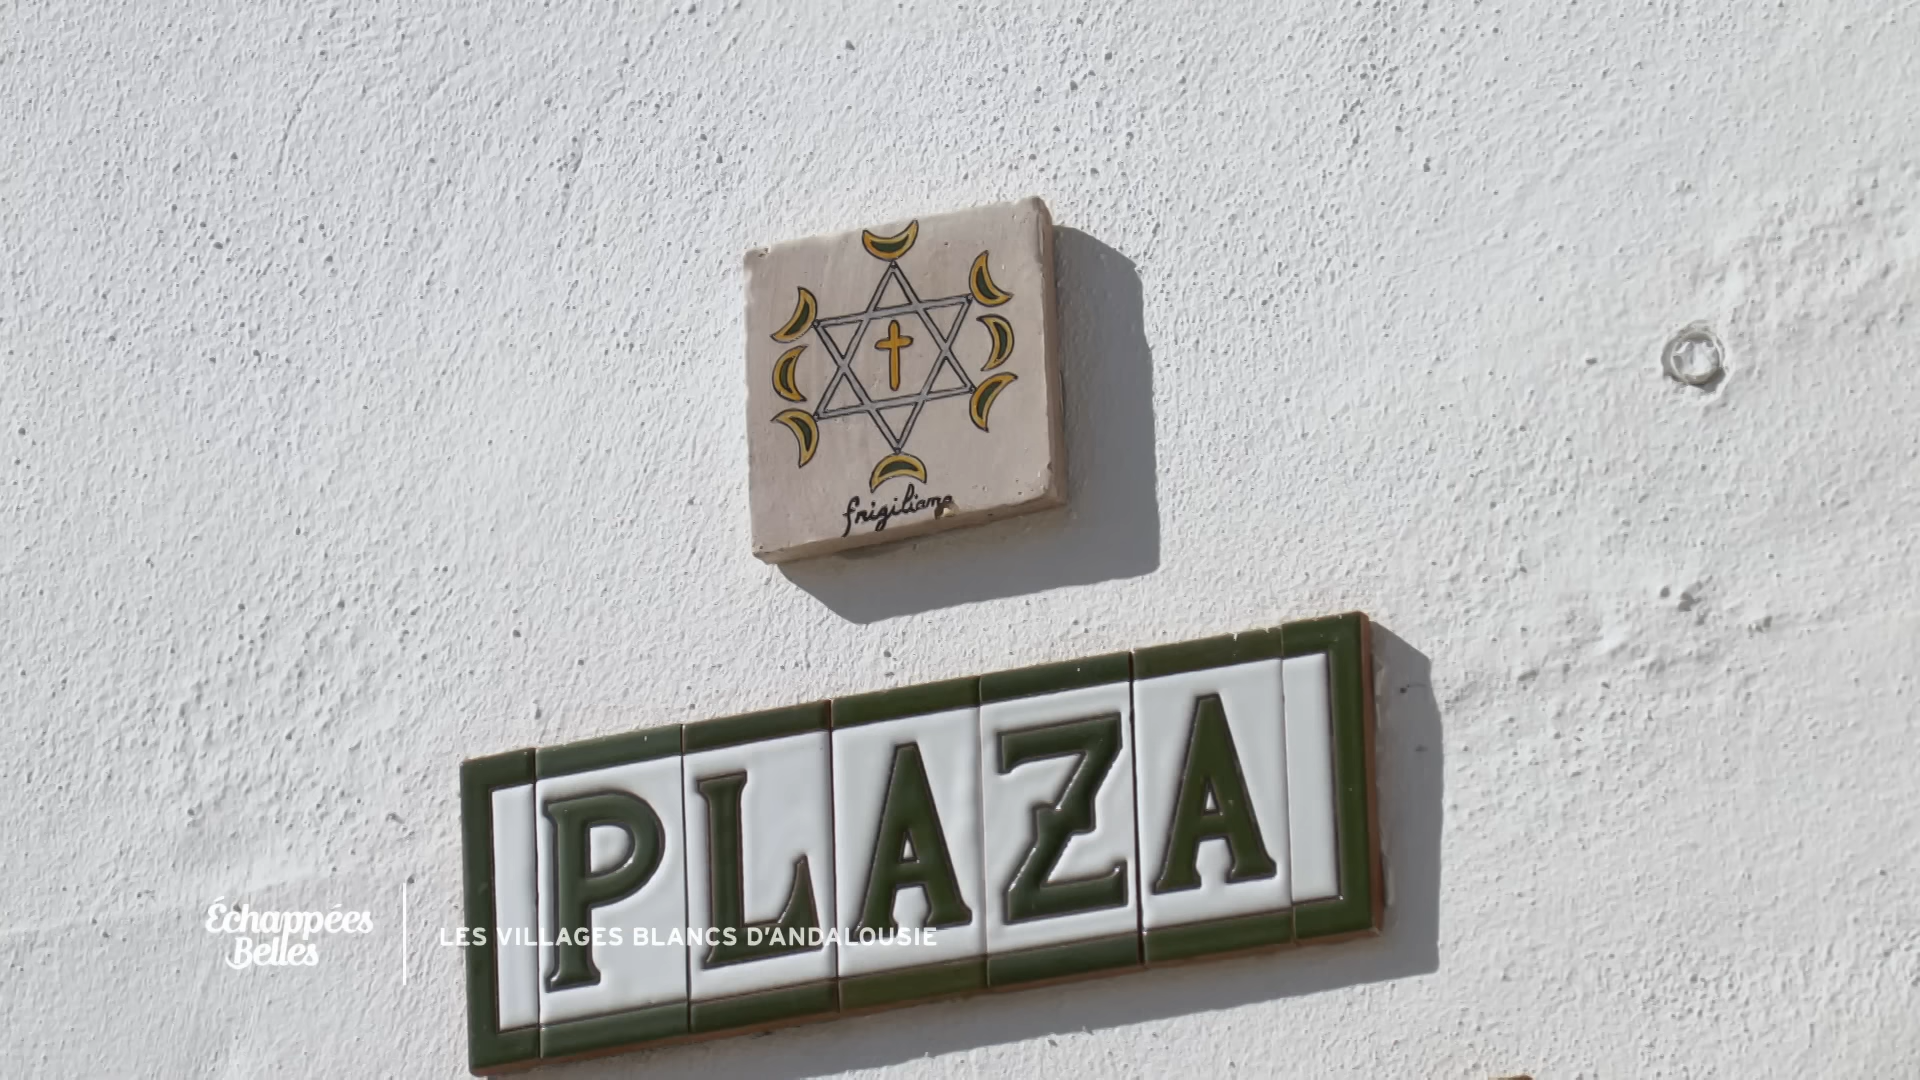 frigiliana
PLAZA
Échappées
Belles
LES VILLAGES BLANCS D'ANDALOUSIE